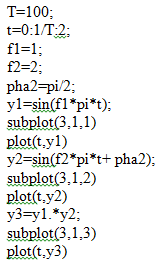 T=100;
t=0:1/T:2;
f1=1;
f2=2;
pha2=pi/2;
y1=sin(f1*pi*t);
subplot(3,1,1)
plot(t,y1)
y2=sin(f2*pi*t+ pha2);
subplot(3,1,2)
plot(t,y2)
y3=y1.*y2;
subplot(3,1,3)
plot(t,y3)